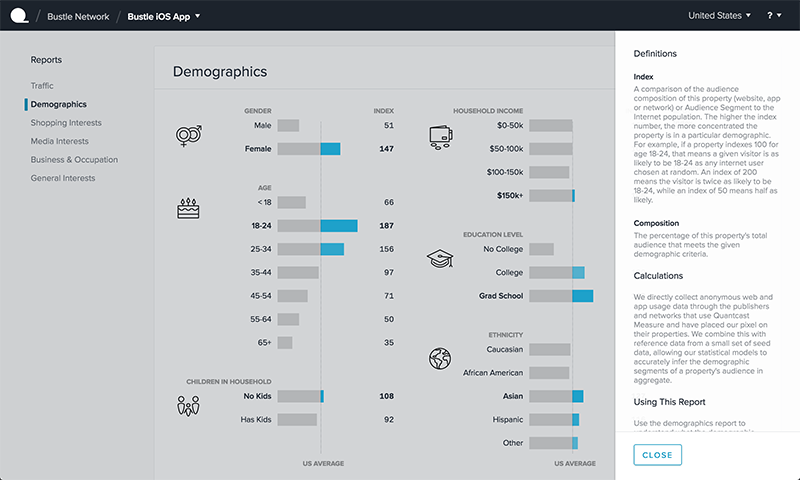 Bustle Network
Bustle iOS App
United States
?
Reports
Traffic
Demographics
Shopping Interests
Media Interests
Business & Occupation
General Interests
Demographics
GENDER INDEX
Male 51
Female 147
AGE
< 18 66
18-24 187
25-34 156
35-44 97
45-54 71
55-64 50
65+ 35
CHILDREN IN HOUSEHOLD
No Kids 108
Has Kids 92
US AVERAGE
HOUSEHOLD INCOME
$0-50k
$50-100k
$100-150k
$150k+
EDUCATION LEVEL
No College
College
Grad School
ETHNICITY
Caucasian
African American
Asian
Hispanic
Other
US AVERAGE
Definitions
Index
A comparison of the audience
composition of this property (website, app
or network) or Audience Segment to the
Internet population. The higher the index
number, the more concentrated the
property is in a particular demographic.
For example, if a property indexes 100 for
age 18-24, that means a given visitor is as
likely to be 18-24 as any internet user
chosen at random. An index of 200
means the visitor is twice as likely to be
18-24, while an index of 50 means half as
likely.
Composition
The percentage of this property's total
audience that meets the given
demographic criteria.
Calculations
We directly collect anonymous web and
app usage data through the publishers
and networks that use Quantcast
Measure and have placed our pixel on
their properties. We combine this with
reference data from a small set of seed
data, allowing our statistical models to
accurately infer the demographic
segments of a property's audience in
aggregate.
Using This Report
Use the demographics report to
understand what the demographic
CLOSE